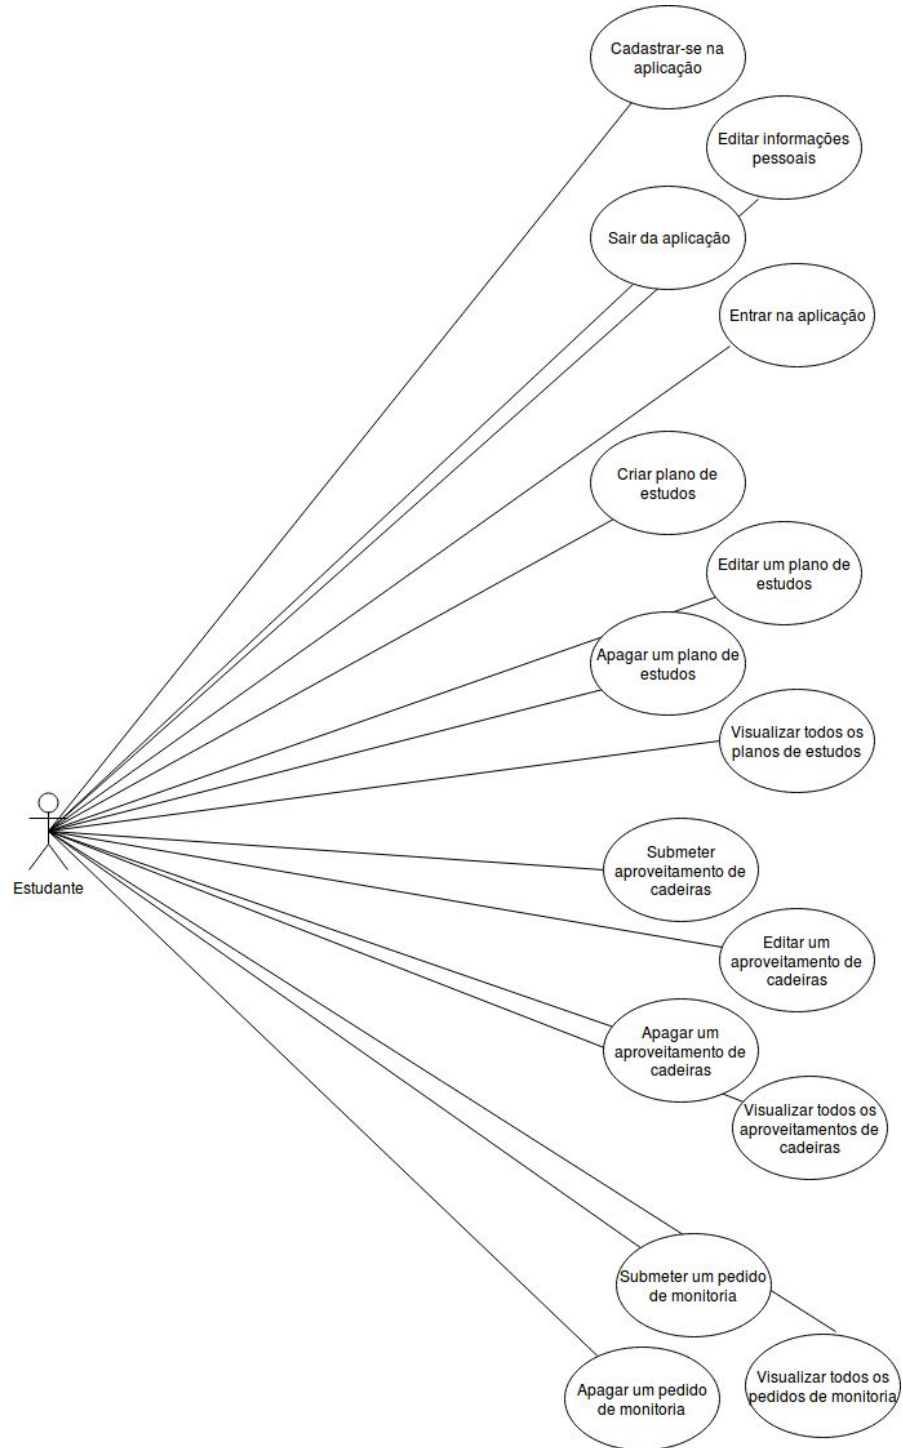 Cadastrar-se na
aplicação
Editar informações
pessoais
Sair da aplicação
Entrar na aplicação
Criar plano de
estudos
Editar um plano de
estudos
Apagar um plano de
estudos
Visualizar todos os
planos de estudos
Estudante
Submeter
aproveitamento de
cadeiras
Editar um
aproveitamento de
cadeiras
Apagar um
aproveitamento de
cadeiras
Visualizar todos os
aproveitamentos de
cadeiras
Submeter um pedido
de monitoria
Visualizar todos os
pedidos de monitoria
Apagar um pedido
de monitoria